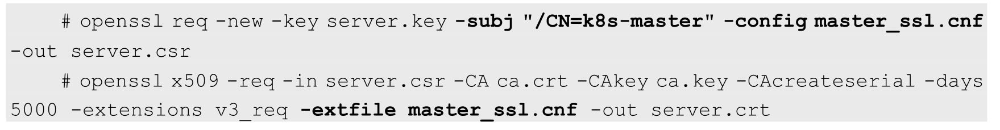 # openssl req -new -key server.key -subj "/CN=k8s-master" -config master_ssl.cnf
-out server.csr
# openssl x509 -req -in server.csr -CA ca.crt -CAkey ca.key -CAcreateserial -days
5000 -extensions v3_req -extfile master_ssl.cnf -out server.crt